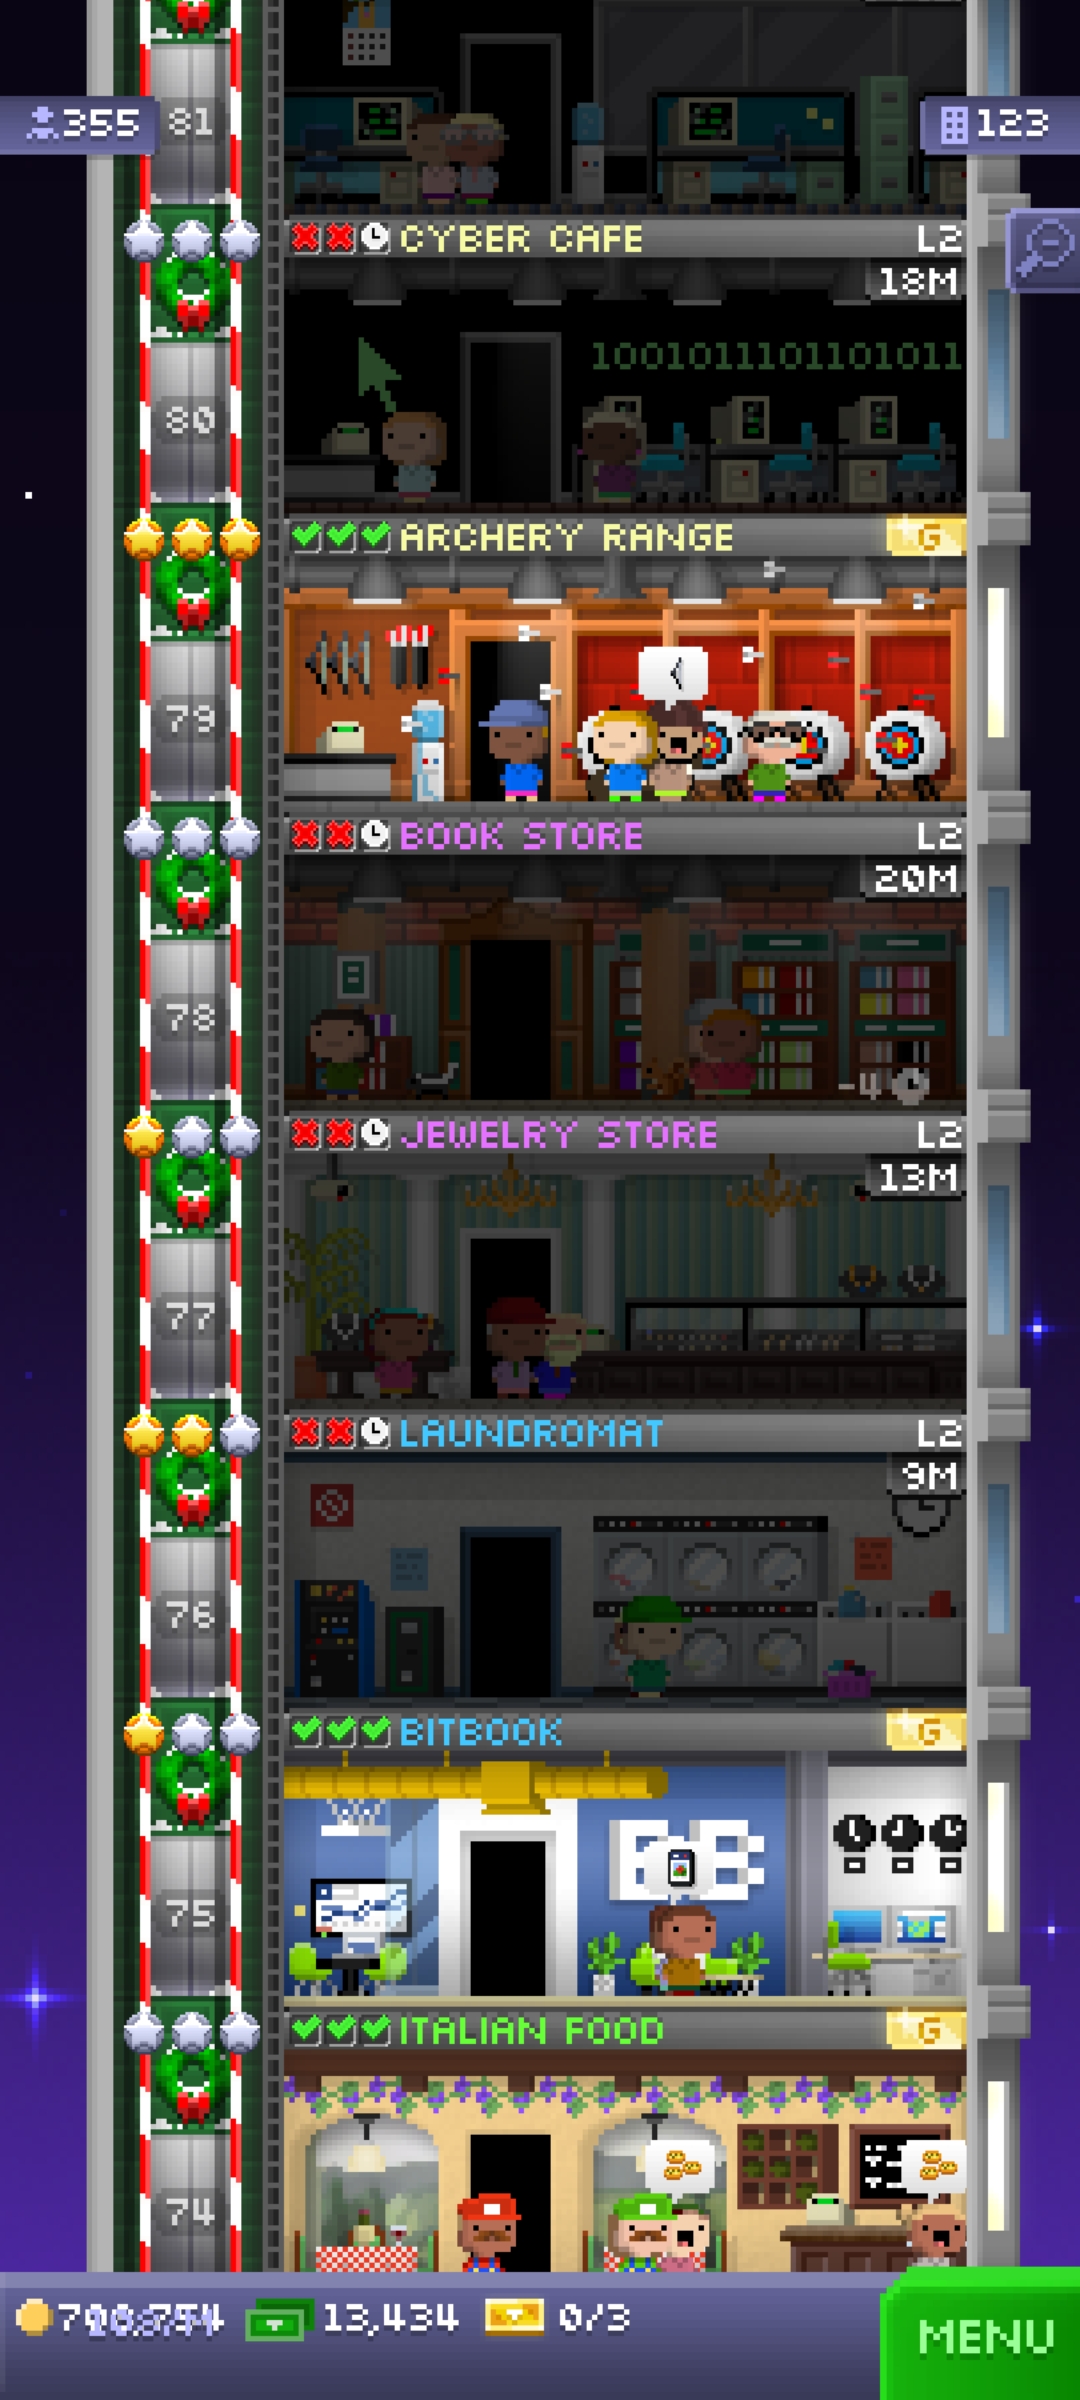 355
81
123
CYBER CAFE
L2
18M
1001011101101011
80
ARCHERY RANGE
G
79
BOOK STORE
L2
20M
78
JEWELRY STORE
L2
13M
77
LAUNDROMAT
L2
9M
76
BITBOOK
G
BB
75
ITALIAN FOOD
G
74
13,434
0/3
MENU